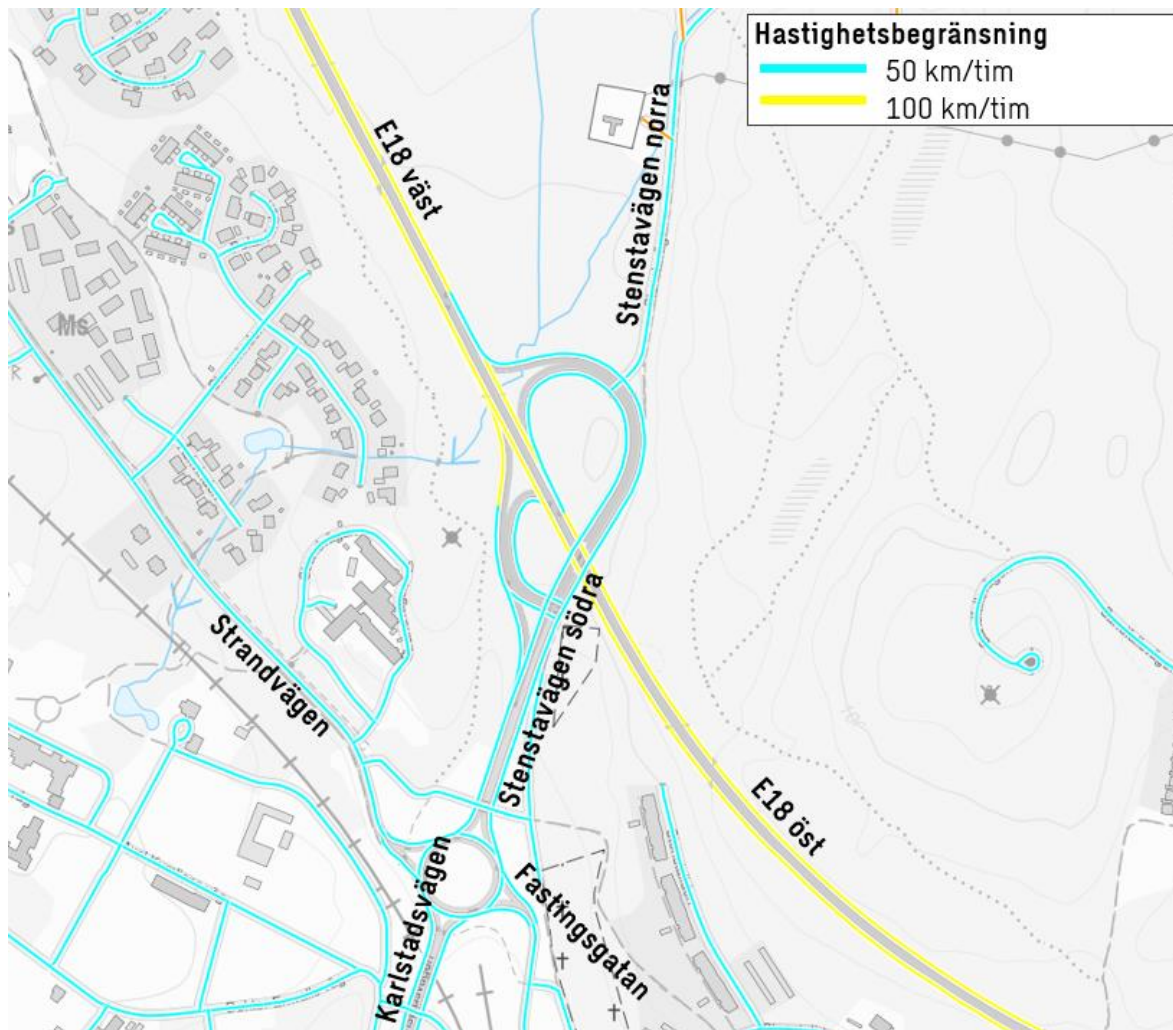 Hastighetsbegränsning
50 km/tim
100 km/tim
E18 väst
Stenstavägen norra
Ms
Strandvägen
Stenstavägen södra
E18 öst
Karlstadsvägen
Fastingsgatan